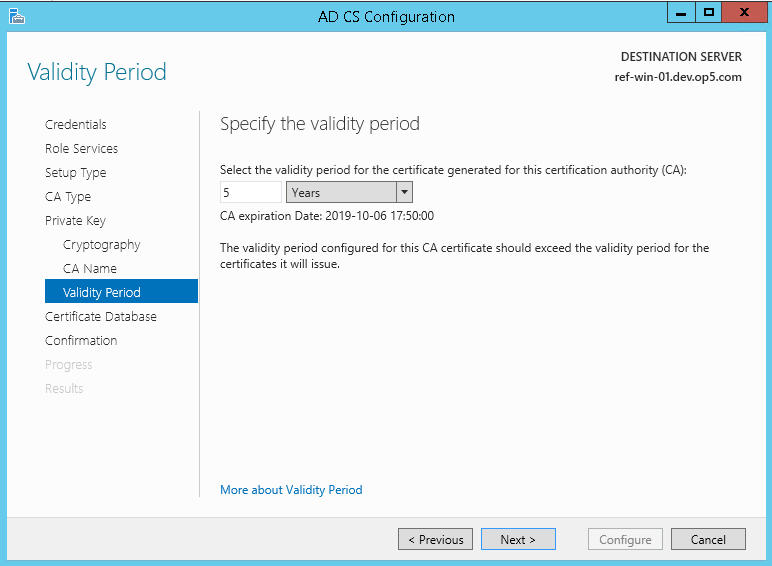 AD CS Configuration
Validity Period
DESTINATION SERVER
ref-win-01.dev.op5.com
Credentials
Role Services
Setup Type
CA Type
Private Key
Cryptography
CA Name
Validity Period
Certificate Database
Confirmation
Progress
Results
Specify the validity period
Select the validity period for the certificate generated for this certification authority (CA):
5 Years
CA expiration Date: 2019-10-06 17:50:00
The validity period configured for this CA certificate should exceed the validity period for the
certificates it will issue.
More about Validity Period
< Previous Next > Configure Cancel